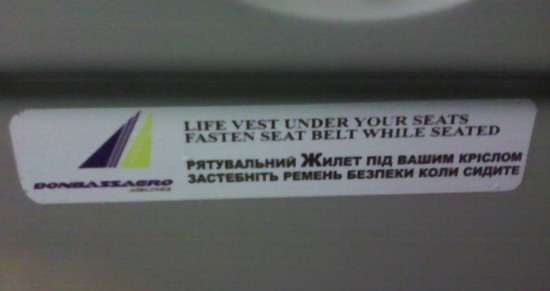 LIFE VEST UNDER YOUR SEATS
FASTEN SEAT BELT WHILE SEATED
РЯТУВАЛЬНИЙ ЖИЛЕТ ПІД ВАШИМ КРІСЛОМ
ЗАСТЕБНІТЬ РЕМЕНЬ БЕЗПЕКИ КОЛИ СИДИТЕ
DONBASSAERO
AIRLINES